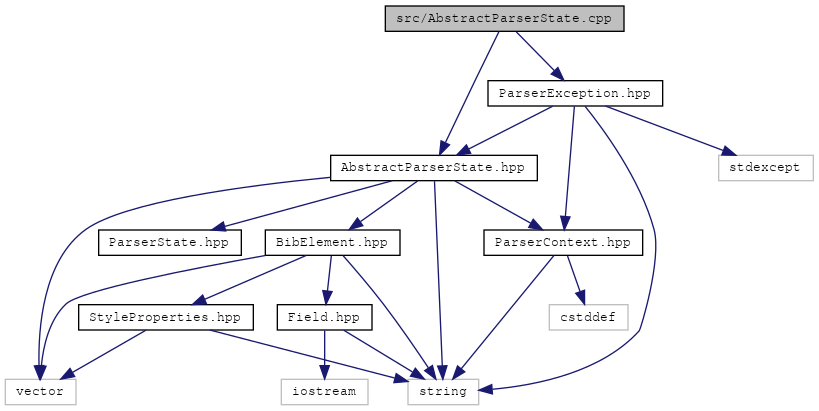 src/AbstractParserState.cpp
ParserException.hpp
AbstractParserState.hpp
stdexcept
ParserState.hpp
BibElement.hpp
ParserContext.hpp
StyleProperties.hpp
Field.hpp
cstddef
vector
iostream
string